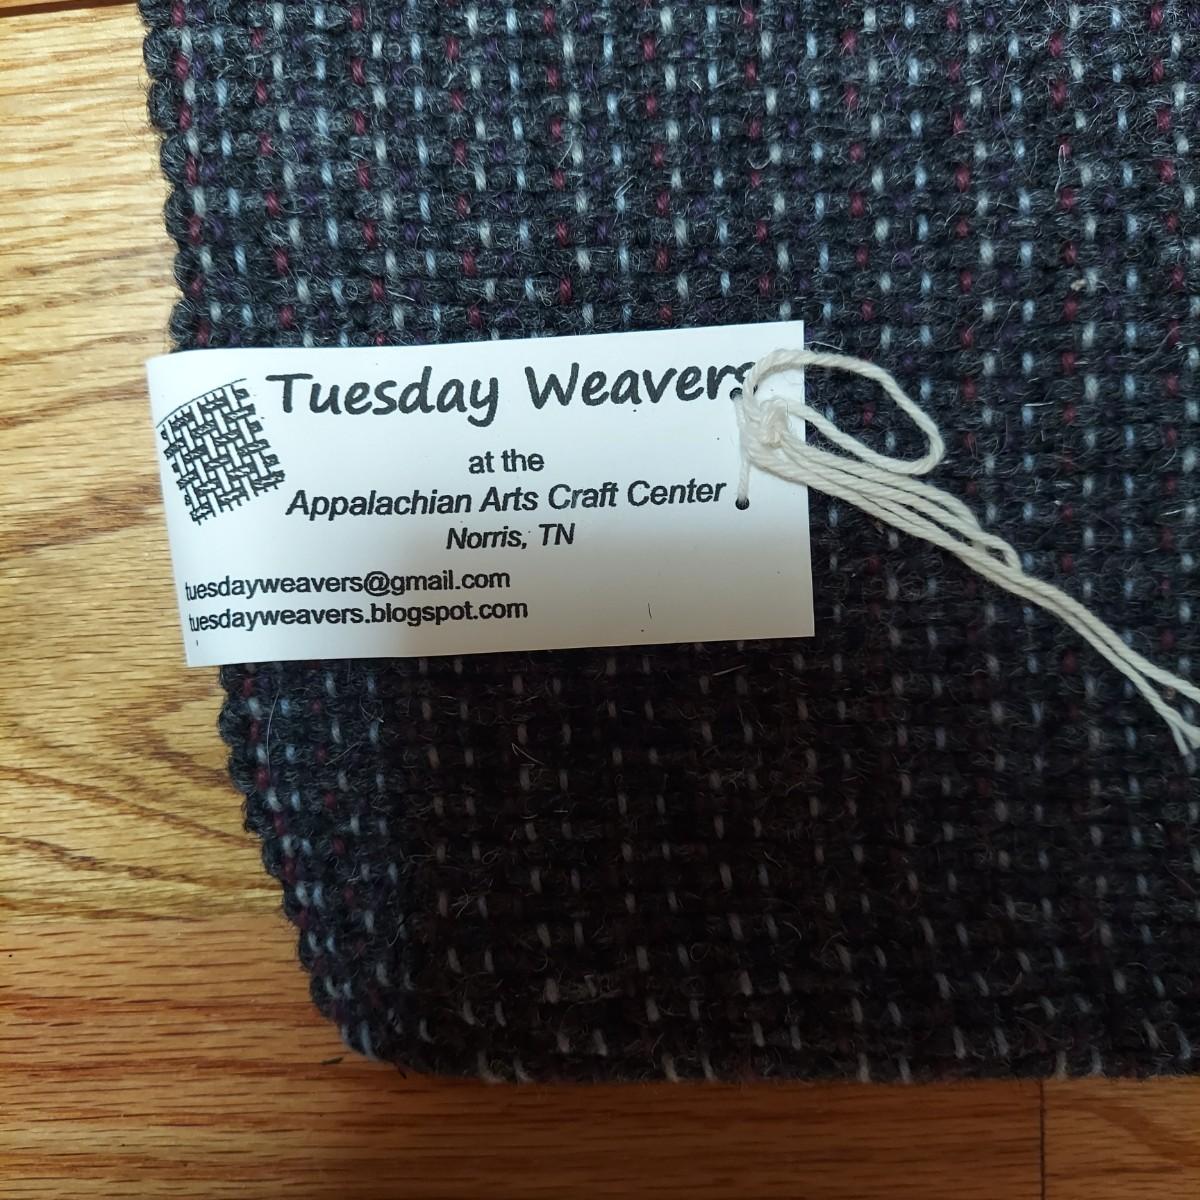 Tuesday Weavers
at the
Appalachian Arts Craft Center
Norris, TN
tuesdayweavers@gmail.com
tuesdayweavers.blogspot.com